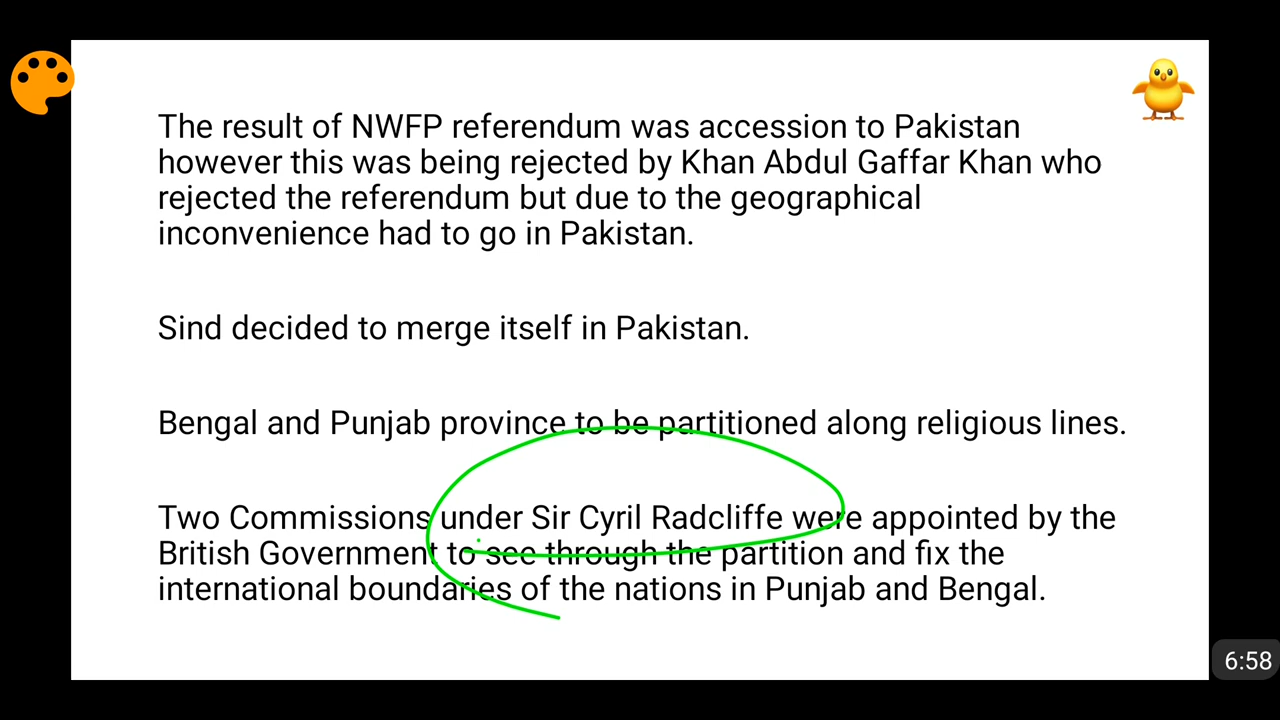 The result of NWFP referendum was accession to Pakistan
however this was being rejected by Khan Abdul Gaffar Khan who
rejected the referendum but due to the geographical
inconvenience had to go in Pakistan.
Sind decided to merge itself in Pakistan.
Bengal and Punjab province to be partitioned along religious lines.
Two Commissions under Sir Cyril Radcliffe were appointed by the
British Government to see through the partition and fix the
international boundaries of the nations in Punjab and Bengal.
6:58